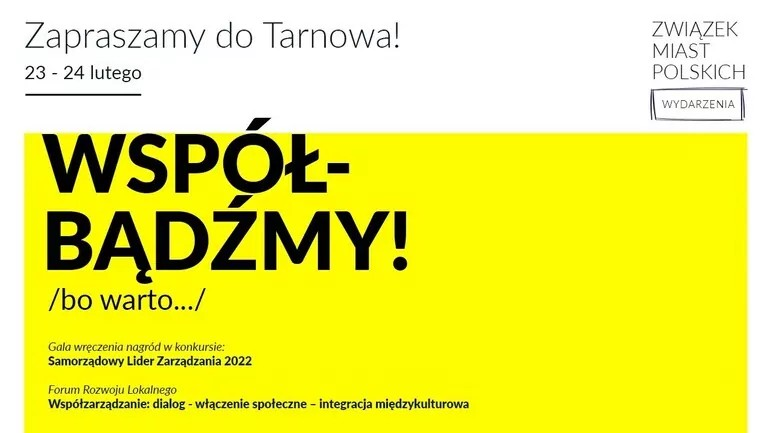 Zapraszamy do Tarnowa!
23 - 24 lutego
ZWIĄZEK
MIAST
POLSKICH
WYDARZENIA
WSPÓŁ-
BĄDŹMY!
/bo warto.../
Gala wręczenia nagród w konkursie:
Samorządowy Lider Zarządzania 2022
Forum Rozwoju Lokalnego
Współzarządzanie: dialog - włączenie społeczne – integracja międzykulturowa